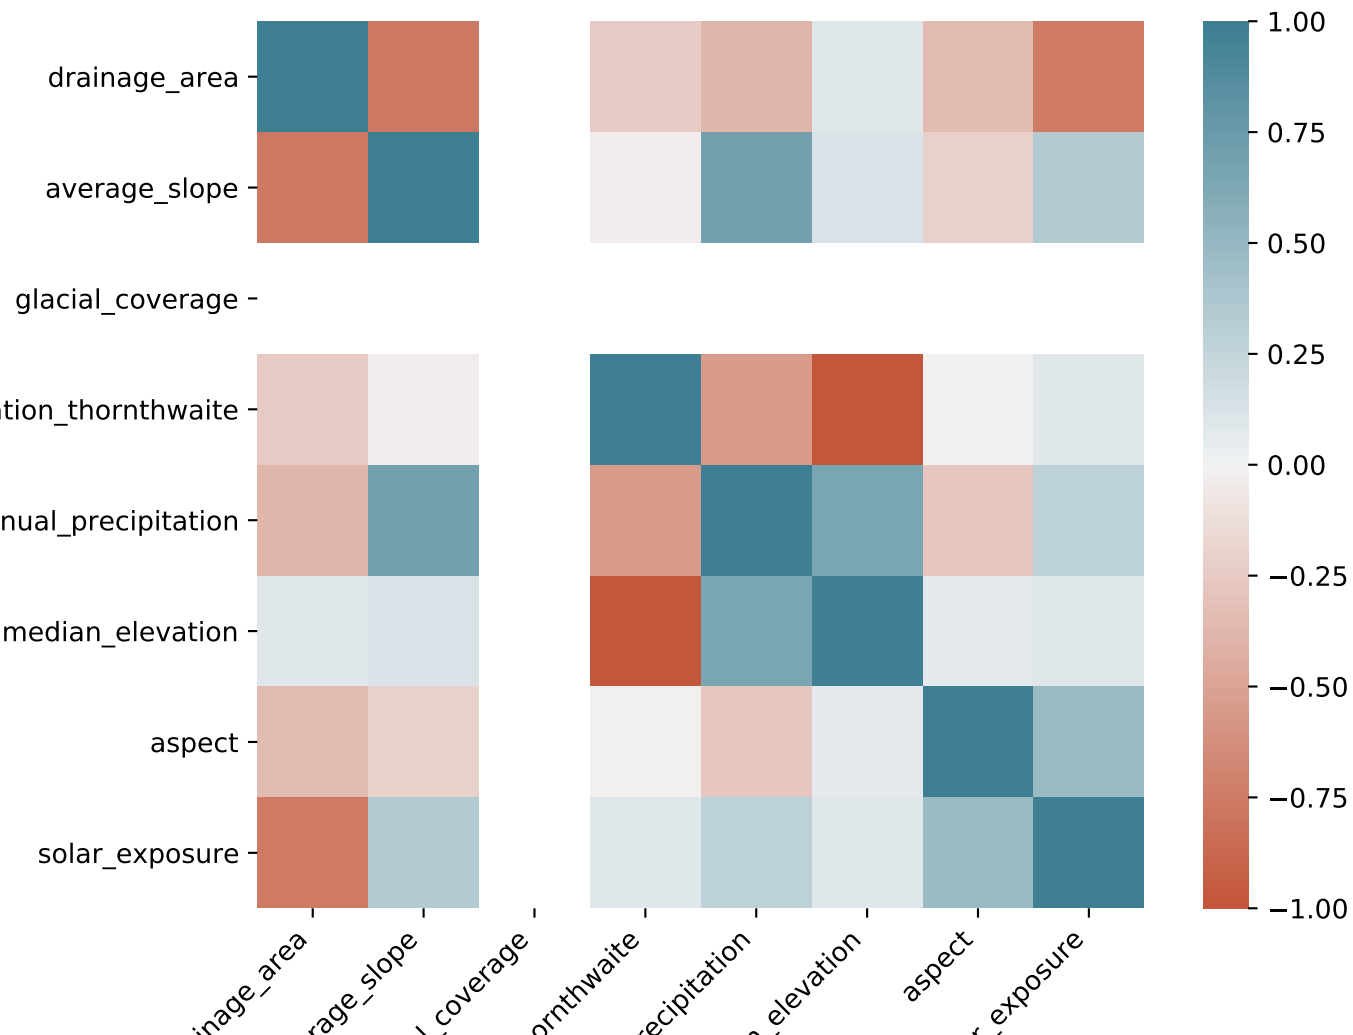 drainage_area
average_slope
glacial_coverage
tion_thornthwaite
nual_precipitation
median_elevation
aspect
solar_exposure
inage_area
rage_slope
l_coverage
ornthwaite
recipitation
n_elevation
aspect
r_exposure
1.00
0.75
0.50
0.25
0.00
−0.25
−0.50
−0.75
−1.00